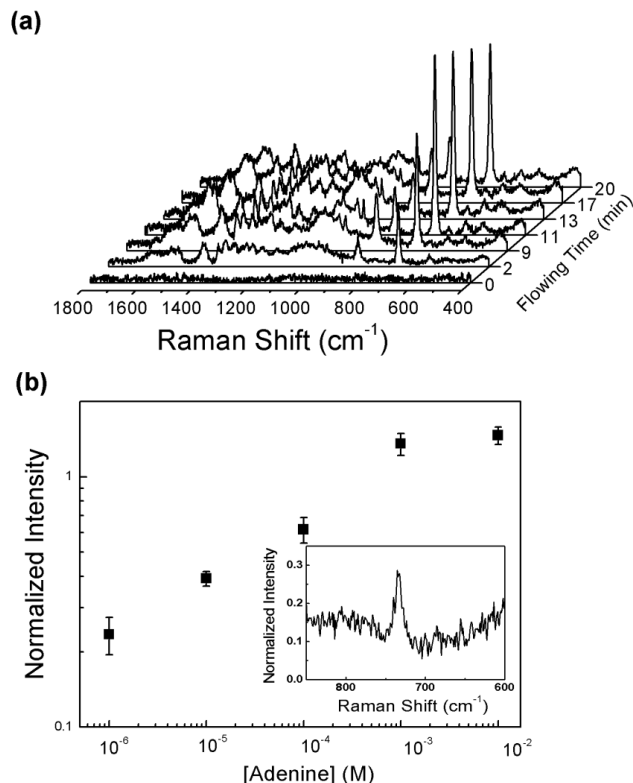 (a)
20
17
13
11
9
2
0
Flowing Time (min)
1800 1600 1400 1200 1000 800 600 400
Raman Shift (cm⁻¹)
(b)
Normalized Intensity
1
0.1
10⁻⁶ 10⁻⁵ 10⁻⁴ 10⁻³ 10⁻²
[Adenine] (M)
Normalized Intensity
0.3
0.2
0.1
0.0
800 700 600
Raman Shift (cm⁻¹)